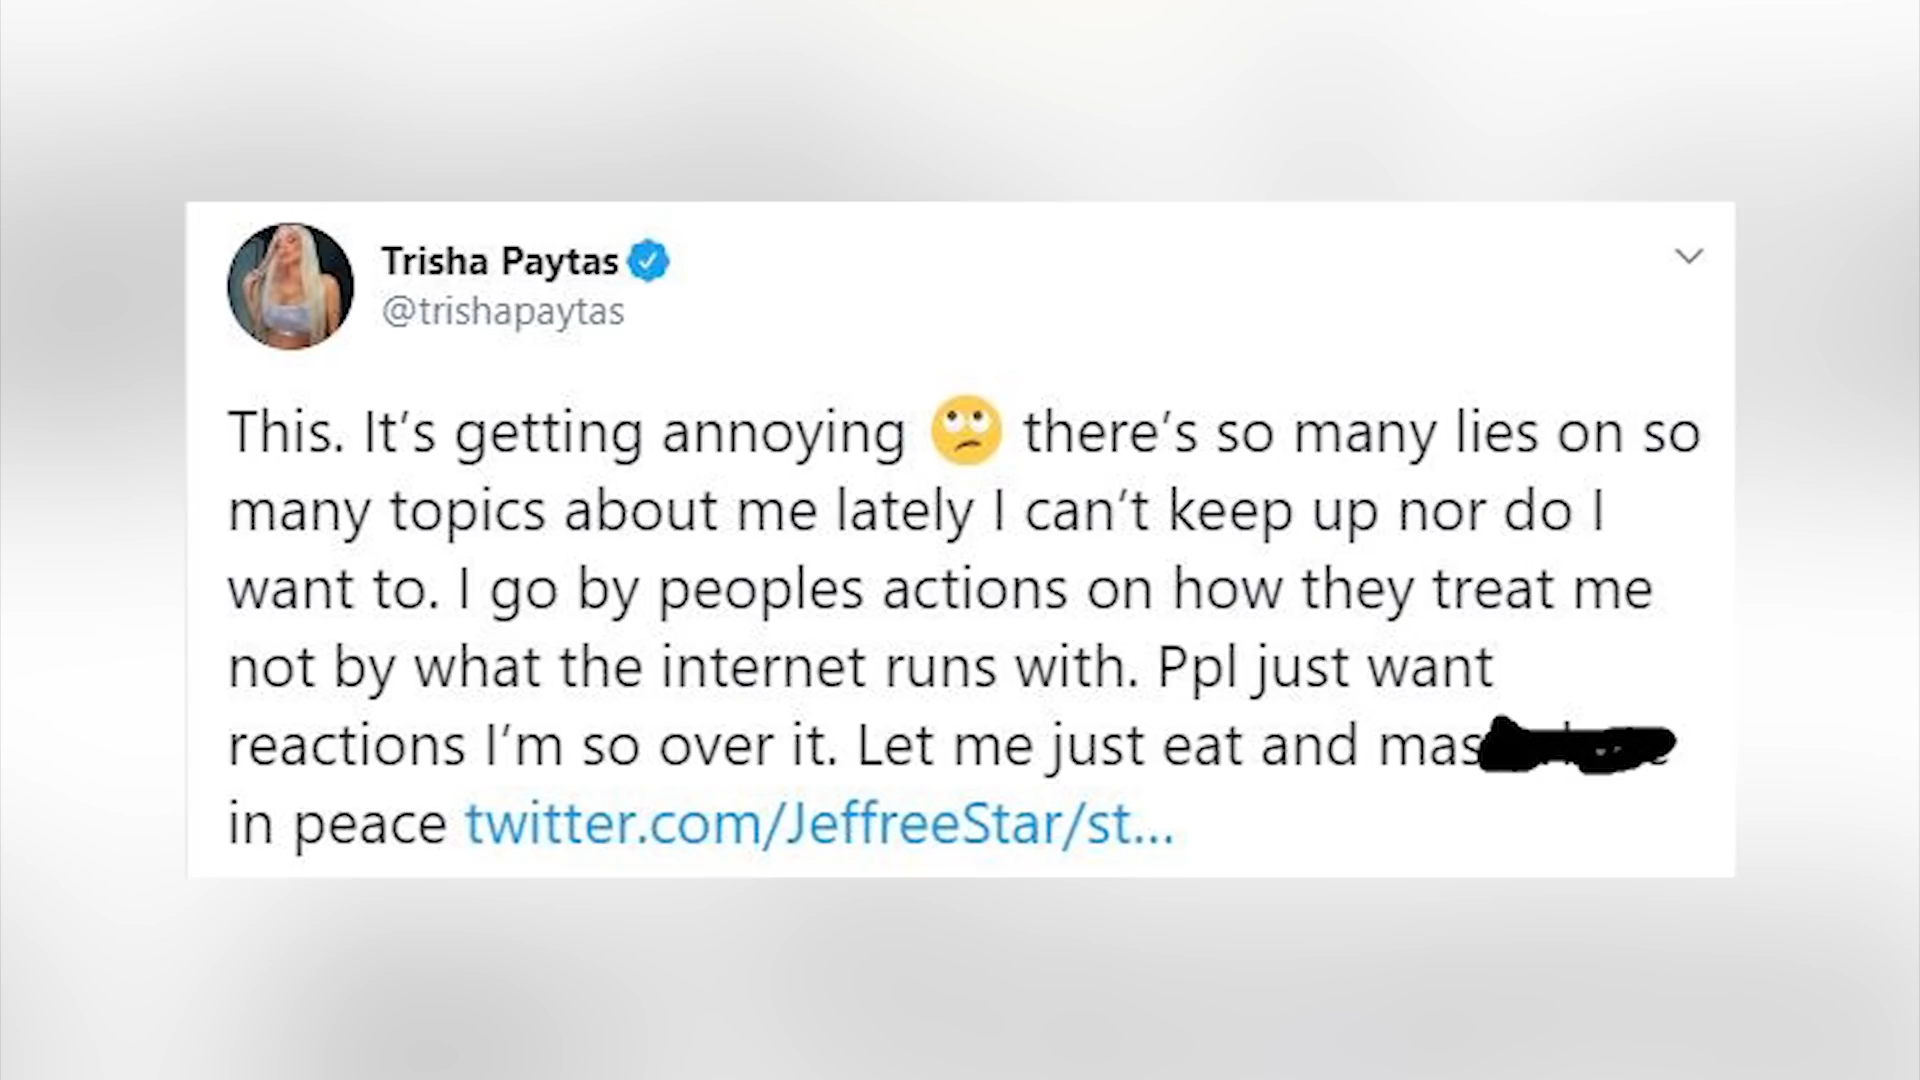 Trisha Paytas
@trishapaytas
This. It’s getting annoying 🙄 there’s so many lies on so
many topics about me lately I can’t keep up nor do I
want to. I go by peoples actions on how they treat me
not by what the internet runs with. Ppl just want
reactions I’m so over it. Let me just eat and
in peace twitter.com/JeffreeStar/st...